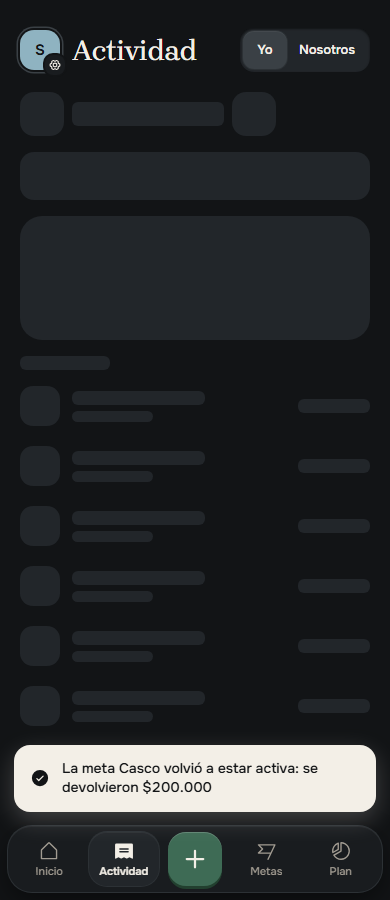 S
Actividad
Yo
Nosotros
La meta Casco volvió a estar activa: se
devolvieron $200.000
Inicio
Actividad
Metas
Plan